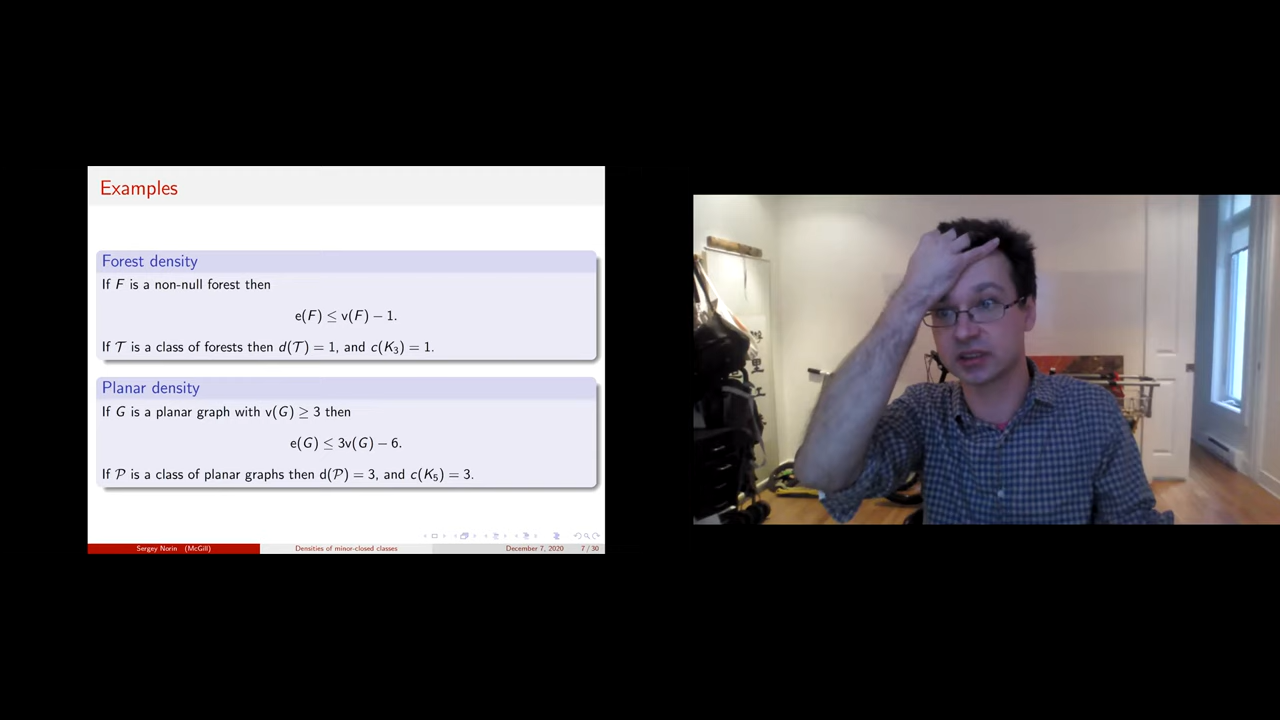 Examples
Forest density
If F is a non-null forest then
e(F) ≤ v(F) − 1.
If 𝒯 is a class of forests then d(𝒯) = 1, and c(K₃) = 1.
Planar density
If G is a planar graph with v(G) ≥ 3 then
e(G) ≤ 3v(G) − 6.
If 𝒫 is a class of planar graphs then d(𝒫) = 3, and c(K₅) = 3.
Sergey Norin (McGill) Densities of minor-closed classes December 7, 2020 7 / 30